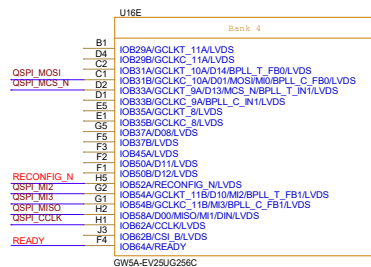 U16E
Bank 4
B1 IOB29A/GCLKT_11A/LVDS
D4 IOB29B/GCLKC_11A/LVDS
C2 IOB31A/GCLKT_10A/D14/BPLL_T_FB0/LVDS
QSPI_MOSI C1 IOB31B/GCLKC_10A/D01/MOSI/MI0/BPLL_C_FB0/LVDS
QSPI_MCS_N D2 IOB33A/GCLKT_9A/D13/MCS_N/BPLL_T_IN1/LVDS
D1 IOB33B/GCLKC_9A/BPLL_C_IN1/LVDS
E5 IOB35A/GCLKT_8/LVDS
E1 IOB35B/GCLKC_8/LVDS
G5 IOB37A/D08/LVDS
F5 IOB37B/LVDS
F3 IOB45A/LVDS
F2 IOB50A/D11/LVDS
F1 IOB50B/D12/LVDS
RECONFIG_N H5 IOB52A/RECONFIG_N/LVDS
QSPI_MI2 G2 IOB54A/GCLKT_11B/D10/MI2/BPLL_T_FB1/LVDS
QSPI_MI3 G1 IOB54B/GCLKC_11B/MI3/BPLL_C_FB1/LVDS
QSPI_MISO H2 IOB58A/D00/MISO/MI1/DIN/LVDS
QSPI_CCLK H1 IOB62A/CCLK/LVDS
J3 IOB62B/CSI_B/LVDS
READY F4 IOB64A/READY
GW5A-EV25UG256C